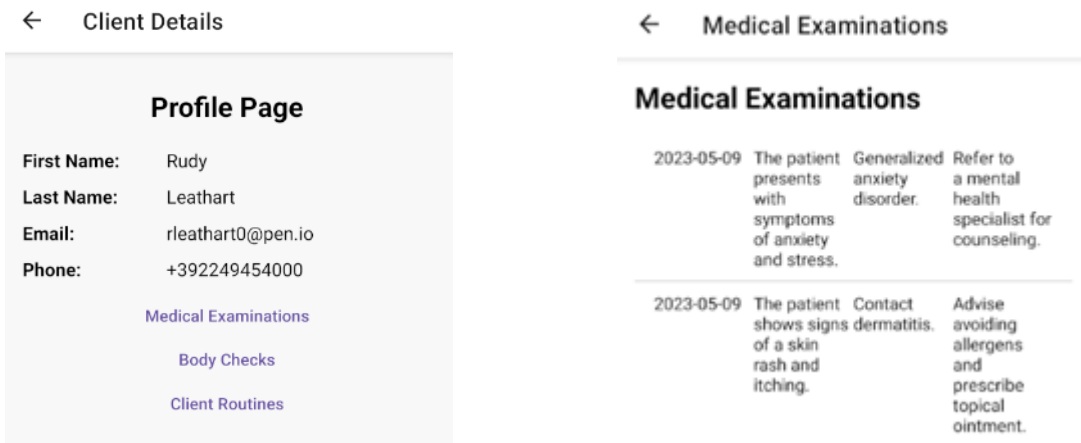 Client Details
Profile Page
First Name: Rudy
Last Name: Leathart
Email: rleathart0@pen.io
Phone: +392249454000
Medical Examinations
Body Checks
Client Routines
Medical Examinations
Medical Examinations
2023-05-09 The patient Generalized Refer to
presents anxiety a mental
with disorder. health
symptoms specialist for
of anxiety counseling.
and stress.
2023-05-09 The patient Contact Advise
shows signs dermatitis. avoiding
of a skin allergens
rash and and
itching. prescribe
topical
ointment.